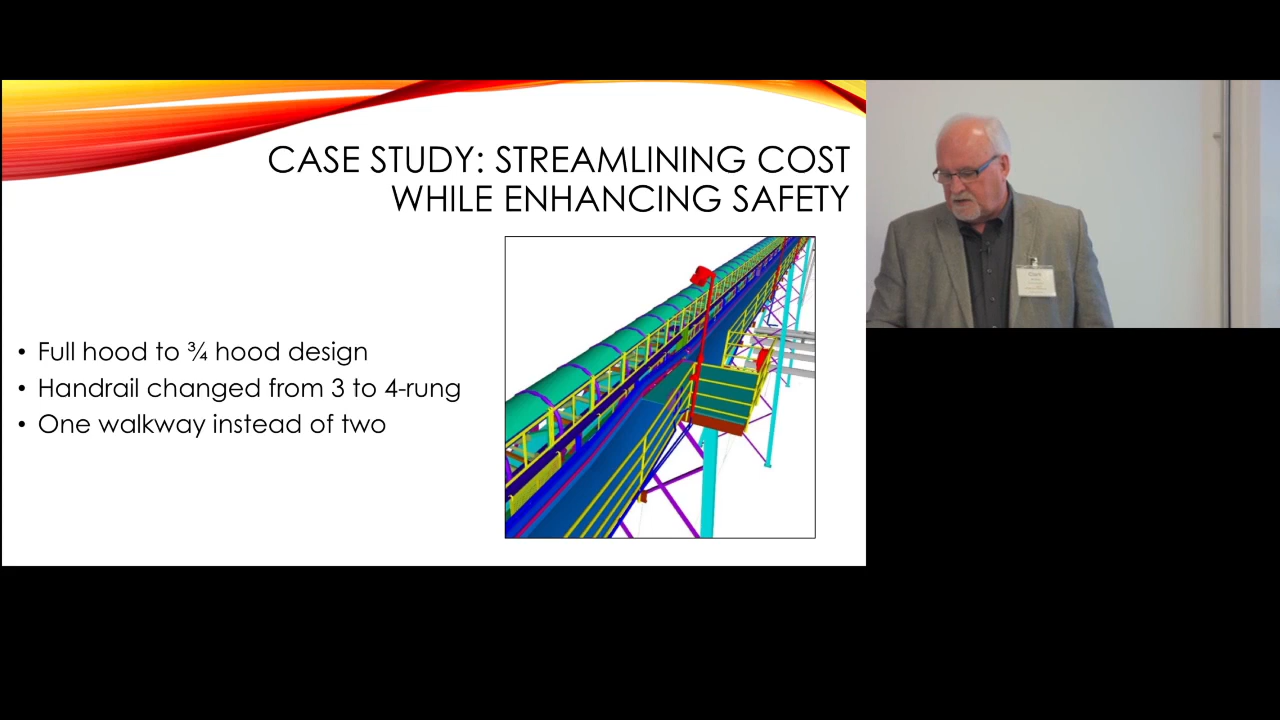 CASE STUDY: STREAMLINING COST
WHILE ENHANCING SAFETY
• Full hood to ¾ hood design
• Handrail changed from 3 to 4-rung
• One walkway instead of two